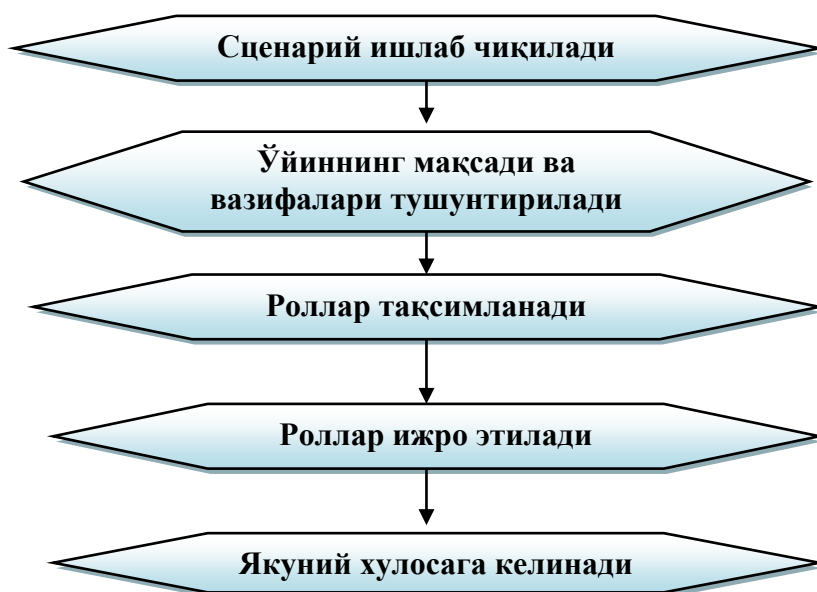 Сценарий ишлаб чиқилади
Ўйиннинг мақсади ва
вазифалари тушунтирилади
Роллар тақсимланади
Роллар ижро этилади
Якуний хулосага келинади